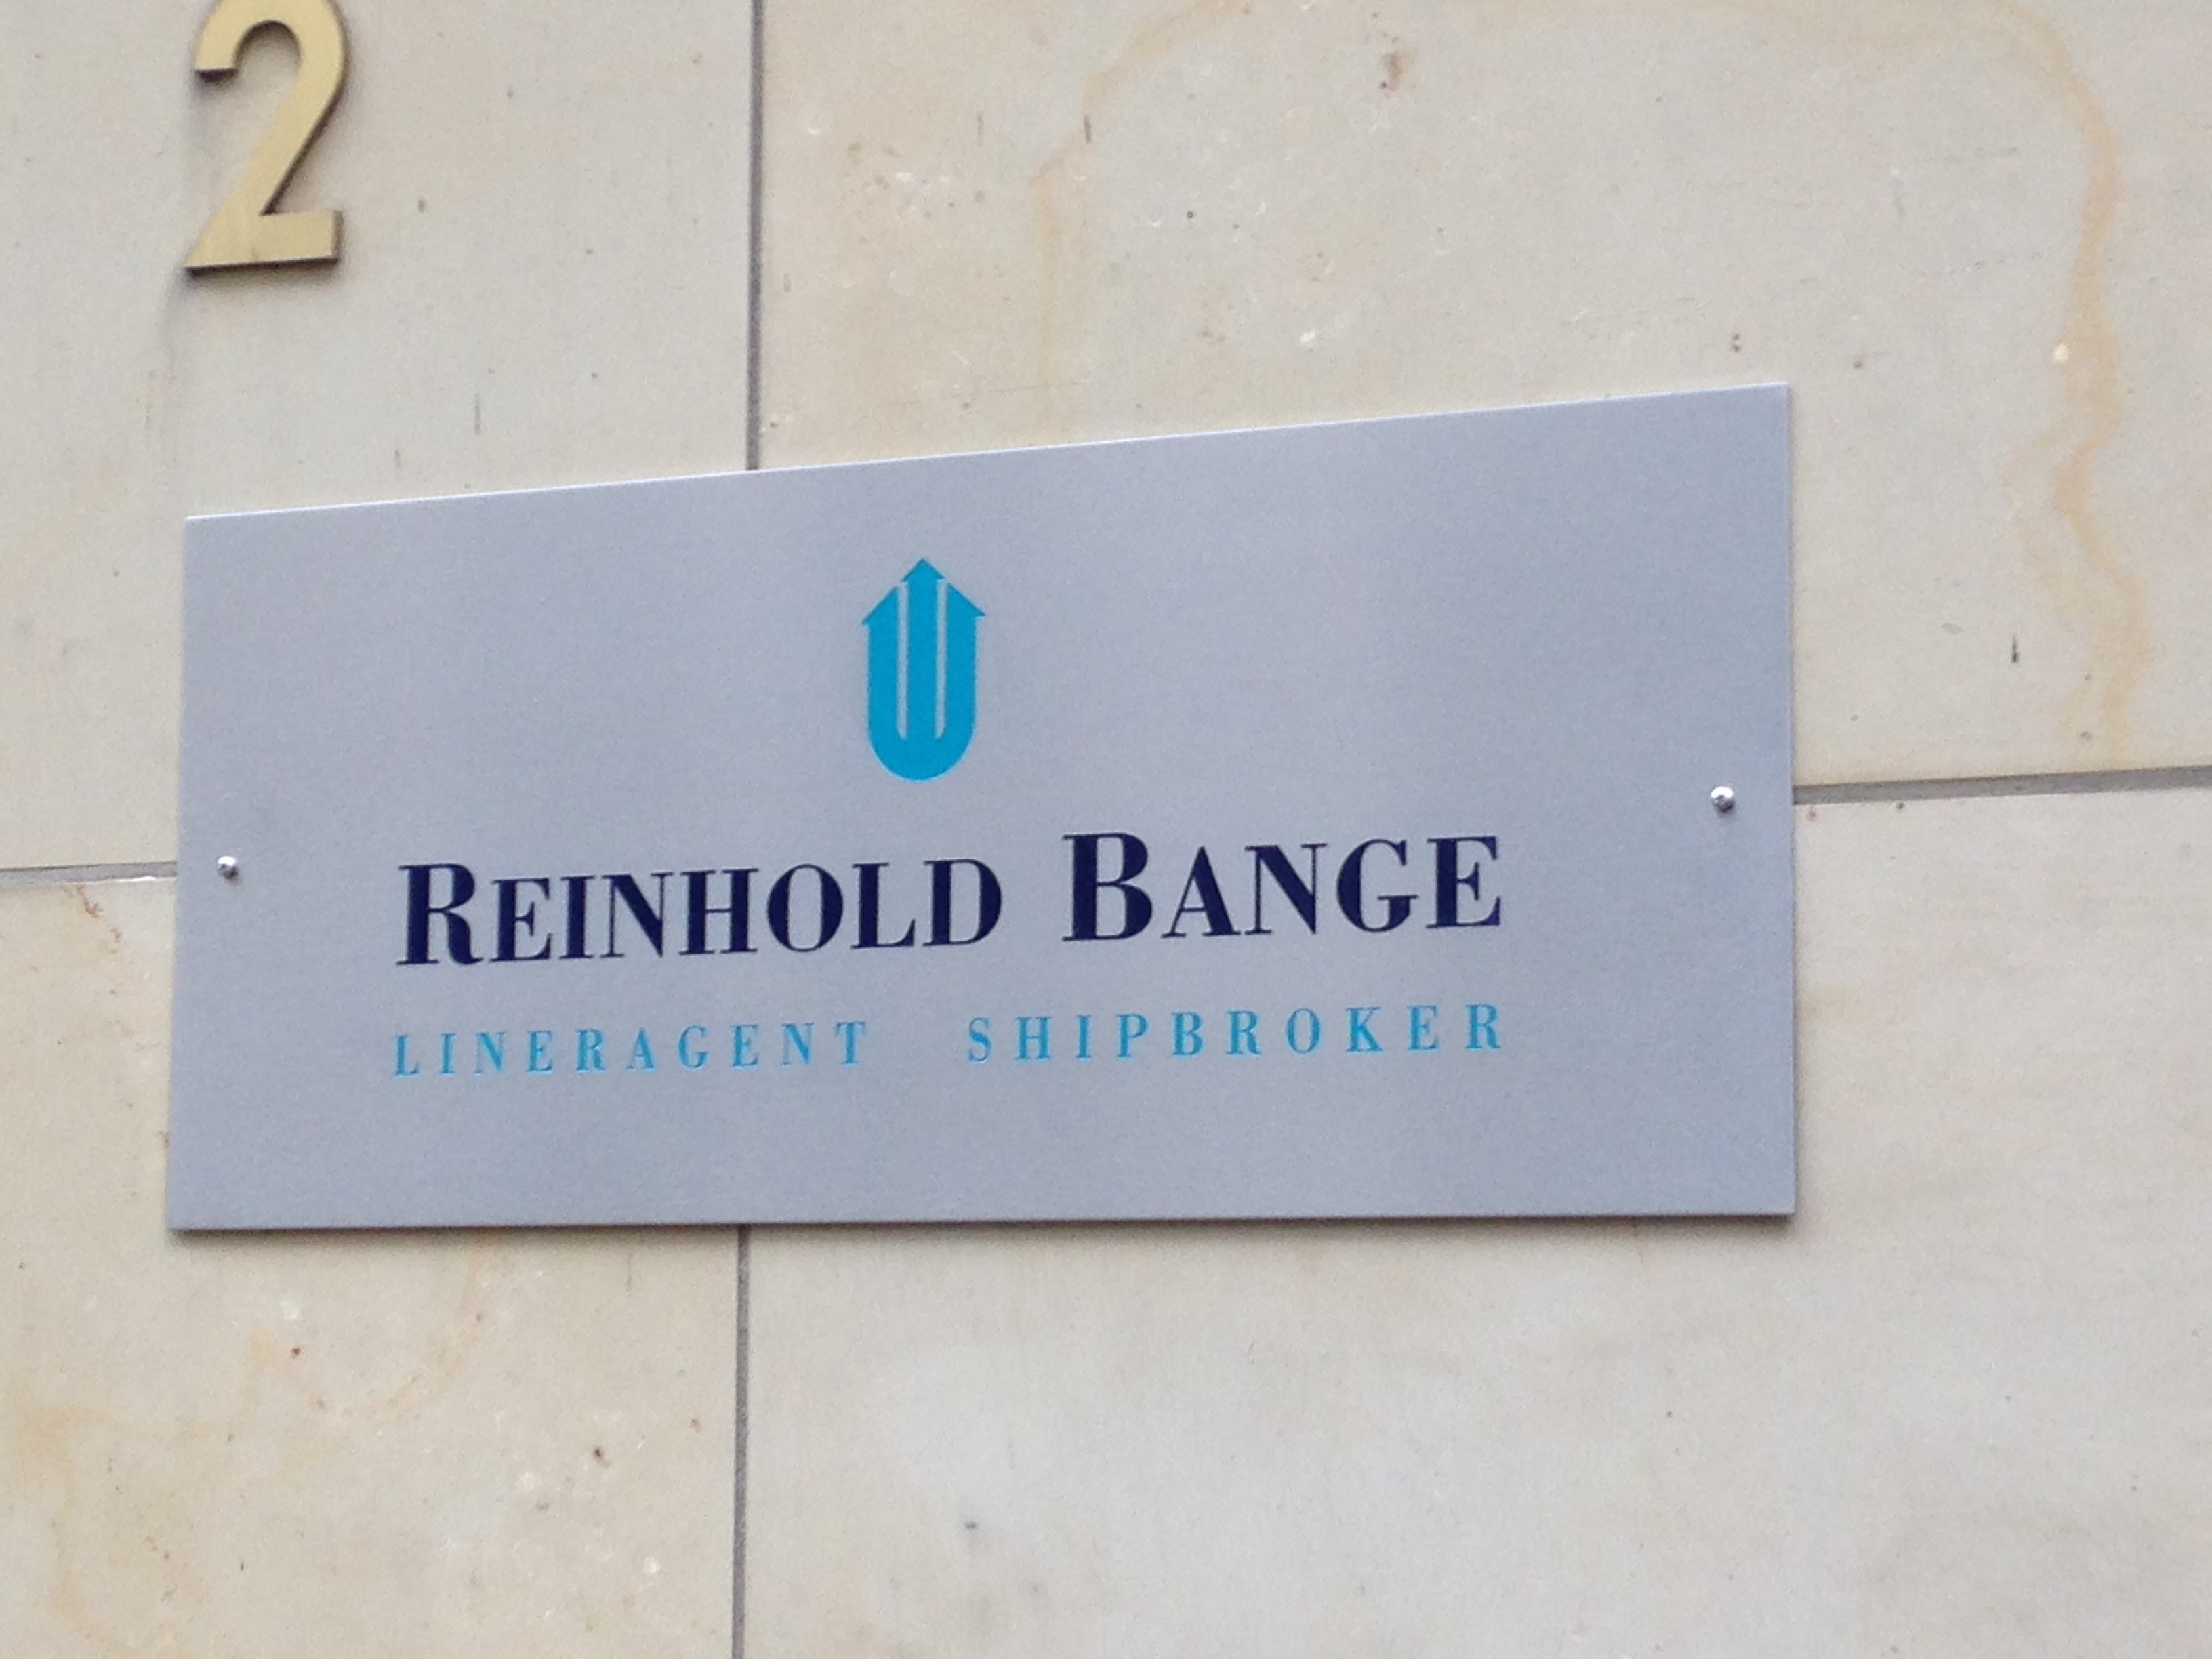 2
REINHOLD BANGE
LINERAGENT SHIPBROKER